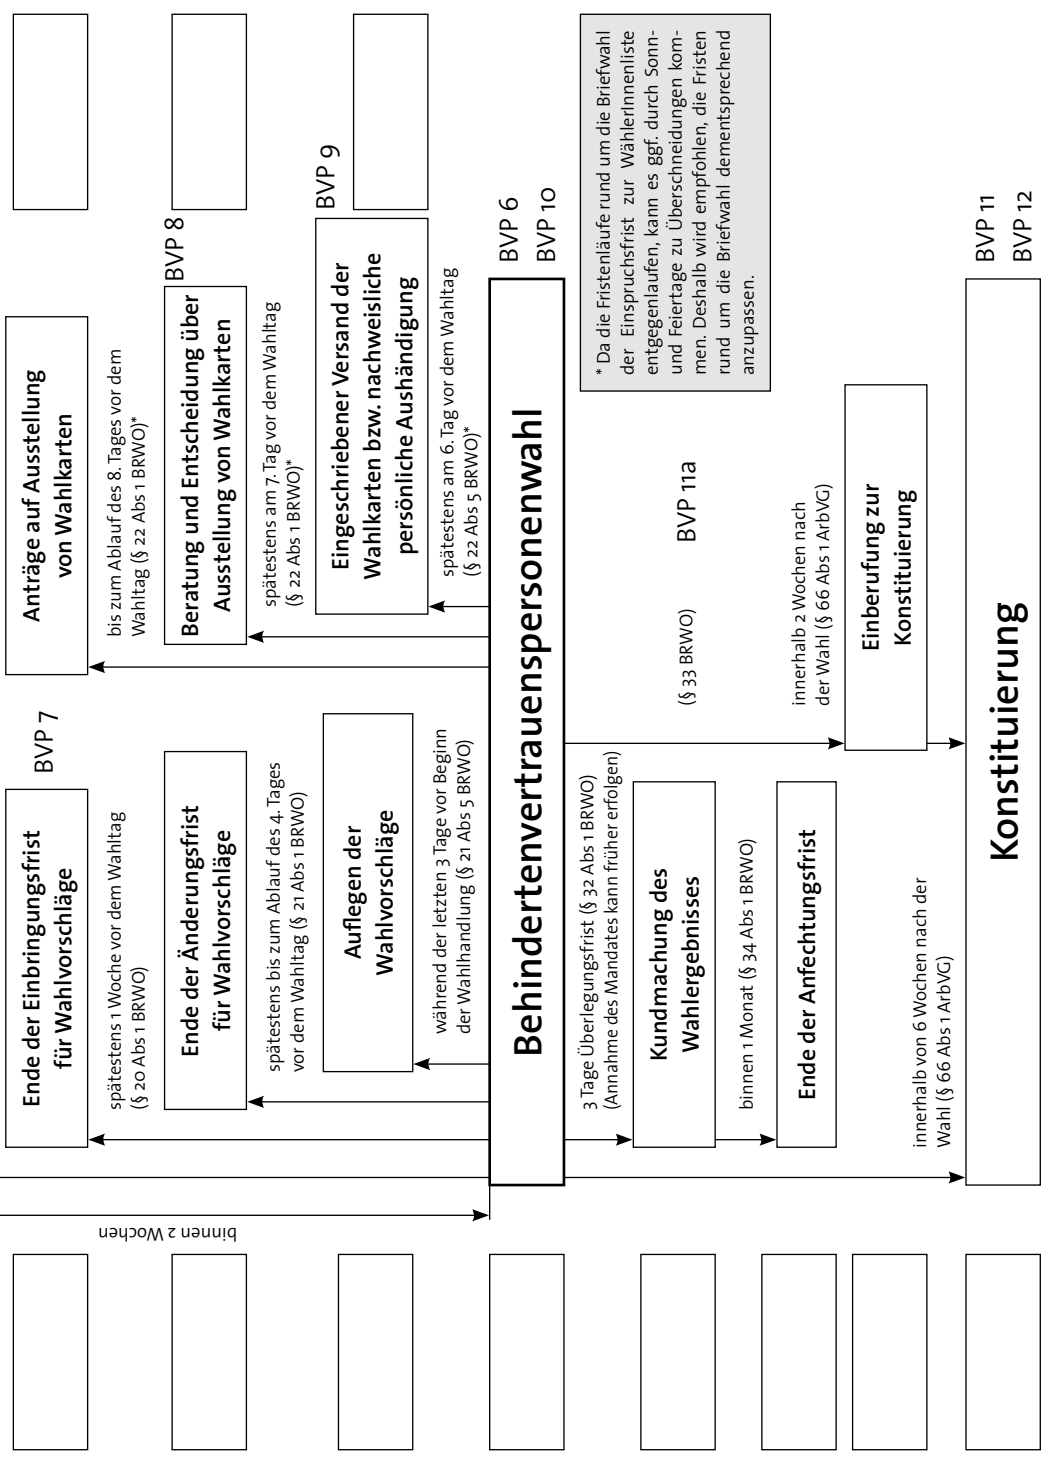 Ende der Einbringungsfrist
für Wahlvorschläge
BVP 7
spätestens 1 Woche vor dem Wahltag
(§ 20 Abs 1 BRWO)
Anträge auf Ausstellung
von Wahlkarten
bis zum Ablauf des 8. Tages vor dem
Wahltag (§ 22 Abs 1 BRWO)*
binnen 2 Wochen
Ende der Änderungsfrist
für Wahlvorschläge
spätestens bis zum Ablauf des 4. Tages
vor dem Wahltag (§ 21 Abs 1 BRWO)
Beratung und Entscheidung über
Ausstellung von Wahlkarten
BVP 8
spätestens am 7. Tag vor dem Wahltag
(§ 22 Abs 1 BRWO)*
Auflegen der
Wahlvorschläge
während der letzten 3 Tage vor Beginn
der Wahlhandlung (§ 21 Abs 5 BRWO)
Eingeschriebener Versand der
Wahlkarten bzw. nachweisliche
persönliche Aushändigung
BVP 9
spätestens am 6. Tag vor dem Wahltag
(§ 22 Abs 5 BRWO)*
Behindertenvertrauenspersonenwahl
BVP 6
BVP 10
3 Tage Überlegungsfrist (§ 32 Abs 1 BRWO)
(Annahme des Mandates kann früher erfolgen)
Kundmachung des
Wahlergebnisses
(§ 33 BRWO)
BVP 11a
binnen 1 Monat (§ 34 Abs 1 BRWO)
Ende der Anfechtungsfrist
* Da die Fristenläufe rund um die Briefwahl
der Einspruchsfrist zur WählerInnenliste
entgegenlaufen, kann es ggf. durch Sonn-
und Feiertage zu Überschneidungen kom-
men. Deshalb wird empfohlen, die Fristen
rund um die Briefwahl dementsprechend
anzupassen.
innerhalb 2 Wochen nach
der Wahl (§ 66 Abs 1 ArbVG)
Einberufung zur
Konstituierung
innerhalb von 6 Wochen nach der
Wahl (§ 66 Abs 1 ArbVG)
Konstituierung
BVP 11
BVP 12